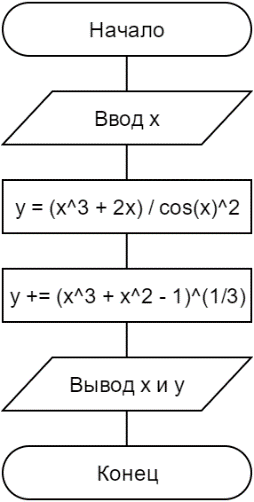 Начало
Ввод x
y = (x^3 + 2x) / cos(x)^2
y += (x^3 + x^2 - 1)^(1/3)
Вывод x и y
Конец